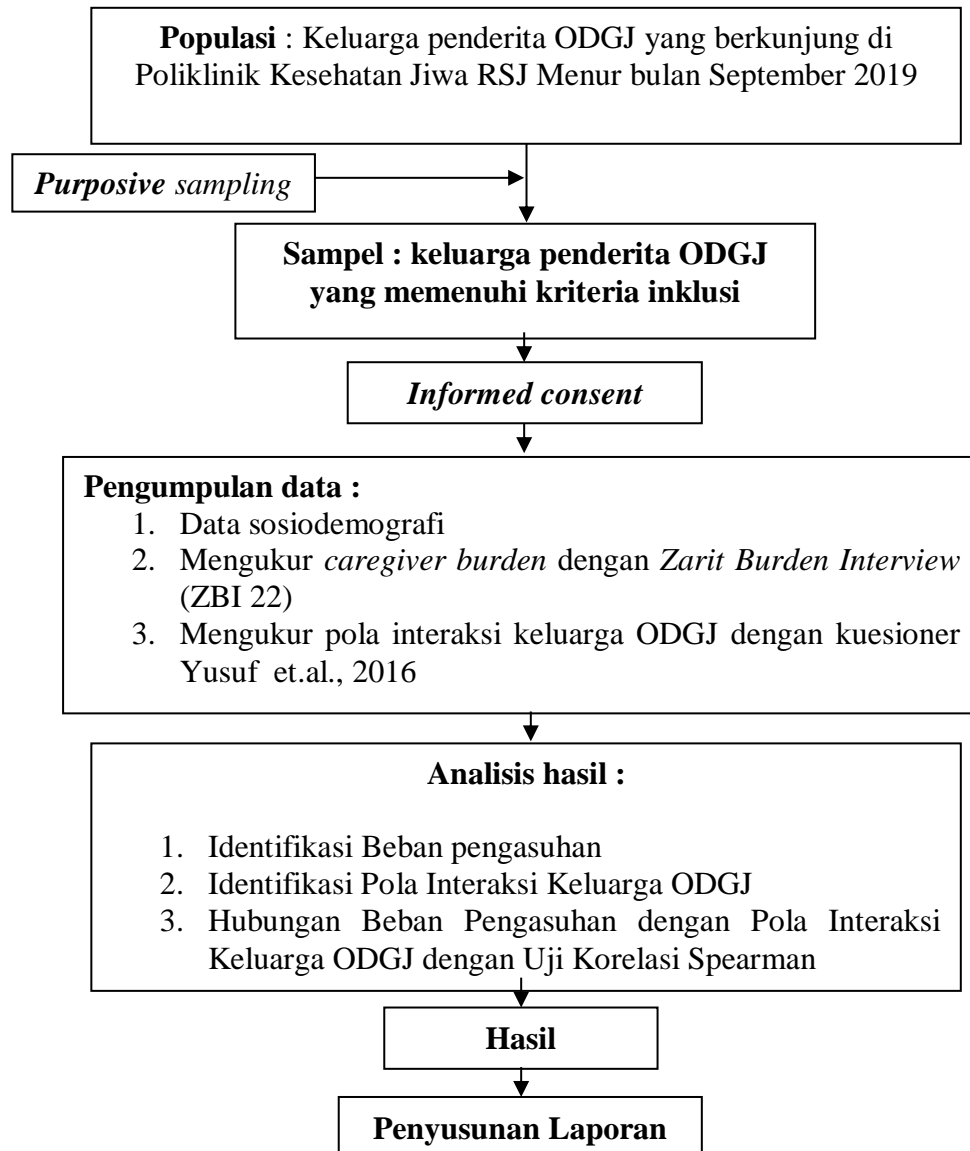 Populasi : Keluarga penderita ODGJ yang berkunjung di
Poliklinik Kesehatan Jiwa RSJ Menur bulan September 2019
Purposive sampling
Sampel : keluarga penderita ODGJ
yang memenuhi kriteria inklusi
Informed consent
Pengumpulan data :
1. Data sosiodemografi
2. Mengukur caregiver burden dengan Zarit Burden Interview
(ZBI 22)
3. Mengukur pola interaksi keluarga ODGJ dengan kuesioner
Yusuf et.al., 2016
Analisis hasil :
1. Identifikasi Beban pengasuhan
2. Identifikasi Pola Interaksi Keluarga ODGJ
3. Hubungan Beban Pengasuhan dengan Pola Interaksi
Keluarga ODGJ dengan Uji Korelasi Spearman
Hasil
Penyusunan Laporan